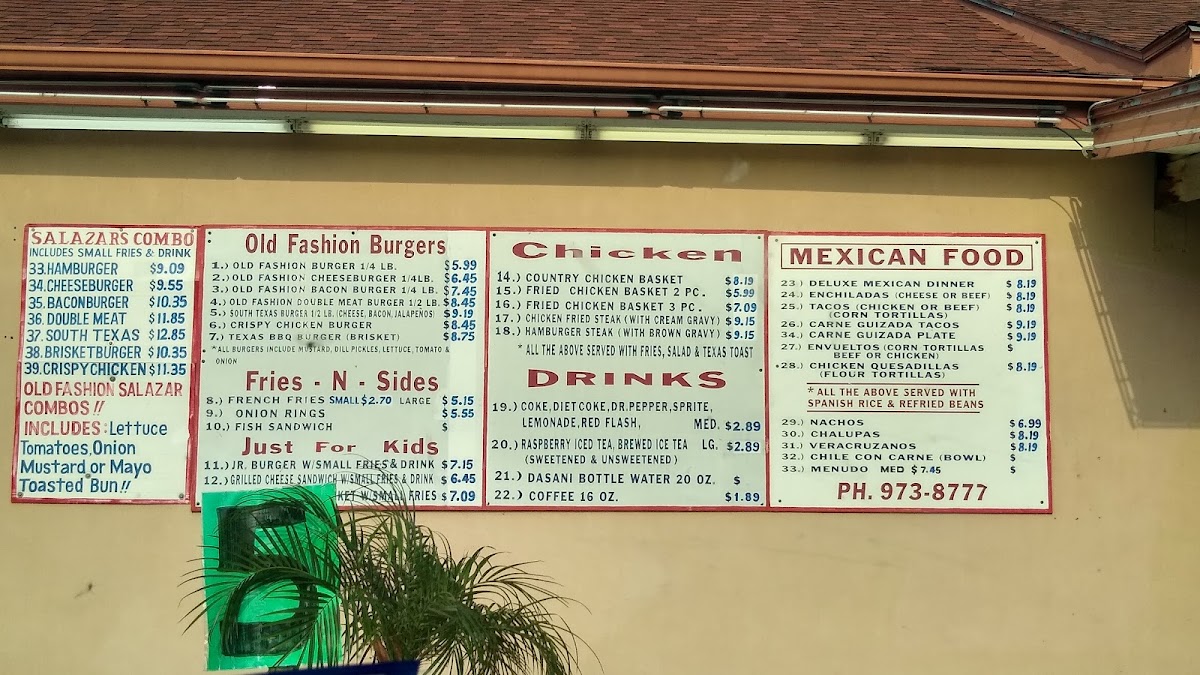 SALAZARS COMBO
INCLUDES SMALL FRIES & DRINK
33.HAMBURGER $9.09
34.CHEESEBURGER $9.55
35.BACONBURGER $10.35
36.DOUBLE MEAT $11.85
37.SOUTH TEXAS $12.85
38.BRISKETBURGER $10.35
39.CRISPY CHICKEN $11.35
OLD FASHION SALAZAR
COMBOS!!
INCLUDES: Lettuce
Tomatoes,Onion
Mustard or Mayo
Toasted Bun!!
Old Fashion Burgers
1.) OLD FASHION BURGER 1/4 LB. $5.99
2.) OLD FASHION CHEESEBURGER 1/4LB. $6.45
3.) OLD FASHION BACON BURGER 1/4 LB. $7.45
4.) OLD FASHION DOUBLE MEAT BURGER 1/2 LB. $8.45
5.) SOUTH TEXAS BURGER 1/2 LB. (CHEESE, BACON, JALAPENOS) $9.19
6.) CRISPY CHICKEN BURGER $8.45
7.) TEXAS BBQ BURGER (BRISKET) $8.75
*ALL BURGERS INCLUDE MUSTARD, DILL PICKLES, LETTUCE, TOMATO &
ONION
Fries - N - Sides
8.) FRENCH FRIES SMALL $2.70 LARGE $5.15
9.) ONION RINGS $5.55
10.) FISH SANDWICH $
Just For Kids
11.) JR. BURGER W/SMALL FRIES & DRINK $7.15
12.) GRILLED CHEESE SANDWICH W/SMALL FRIES & DRINK $6.45
KET W/SMALL FRIES $7.09
Chicken
14.) COUNTRY CHICKEN BASKET $8.19
15.) FRIED CHICKEN BASKET 2 PC. $5.99
16.) FRIED CHICKEN BASKET 3 PC. $7.09
17.) CHICKEN FRIED STEAK (WITH CREAM GRAVY) $9.15
18.) HAMBURGER STEAK (WITH BROWN GRAVY) $9.15
* ALL THE ABOVE SERVED WITH FRIES, SALAD & TEXAS TOAST
DRINKS
19.) COKE, DIET COKE, DR.PEPPER, SPRITE,
LEMONADE, RED FLASH, MED. $2.89
20.) RASPBERRY ICED TEA, BREWED ICE TEA LG. $2.89
(SWEETENED & UNSWEETENED)
21.) DASANI BOTTLE WATER 20 OZ. $
22.) COFFEE 16 OZ. $1.89
MEXICAN FOOD
23.) DELUXE MEXICAN DINNER $8.19
24.) ENCHILADAS (CHEESE OR BEEF) $8.19
25.) TACOS (CHICKEN OR BEEF) $8.19
(CORN TORTILLAS)
26.) CARNE GUIZADA TACOS $9.19
34.) CARNE GUIZADA PLATE $9.19
27.) ENVUELTOS (CORN TORTILLAS $
BEEF OR CHICKEN)
28.) CHICKEN QUESADILLAS $8.19
(FLOUR TORTILLAS)
* ALL THE ABOVE SERVED WITH
SPANISH RICE & REFRIED BEANS
29.) NACHOS $6.99
30.) CHALUPAS $8.19
31.) VERACRUZANOS $8.19
32.) CHILE CON CARNE (BOWL) $
33.) MENUDO MED $7.45 $
PH. 973-8777
5